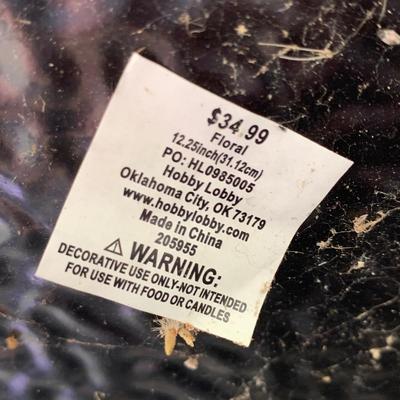 $34.99
Floral
12.25inch(31.12cm)
PO: HL0985005
Hobby Lobby
Oklahoma City, OK 73179
www.hobbylobby.com
Made in China
205955
⚠ WARNING:
DECORATIVE USE ONLY-NOT INTENDED
FOR USE WITH FOOD OR CANDLES